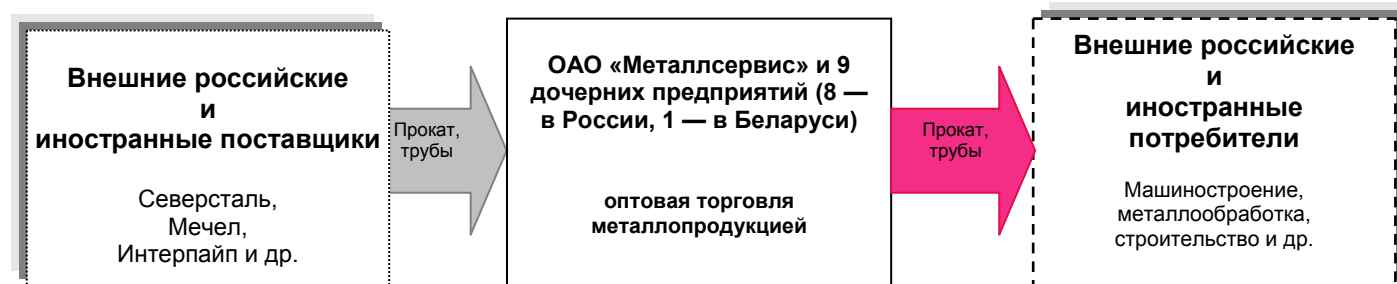 Внешние российские
и
иностранные поставщики
Северсталь,
Мечел,
Интерпайп и др.
Прокат,
трубы
ОАО «Металлсервис» и 9
дочерних предприятий (8 —
в России, 1 — в Беларуси)
оптовая торговля
металлопродукцией
Прокат,
трубы
Внешние российские
и
иностранные
потребители
Машиностроение,
металлообработка,
строительство и др.